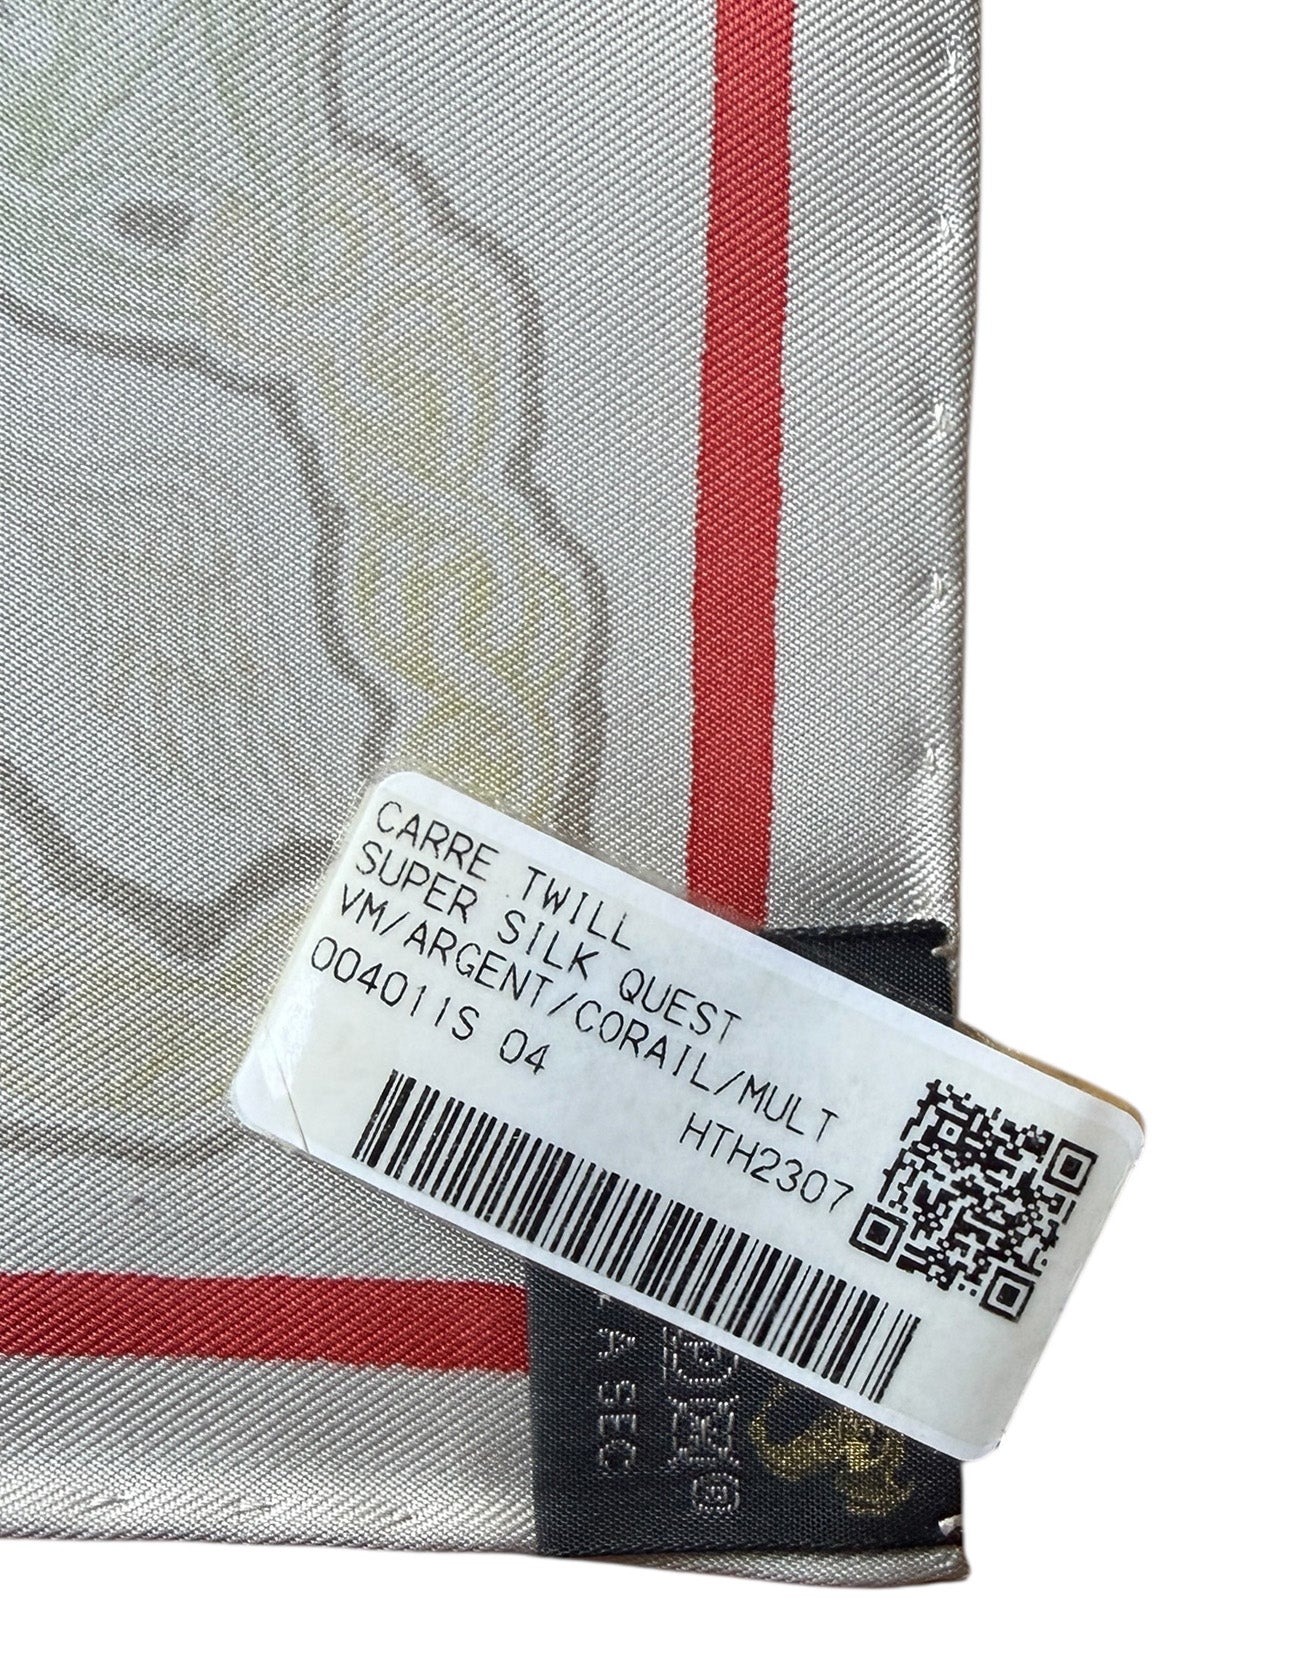 CARRE TWILL
SUPER SILK QUEST
VM/ARGENT/CORAIL/MULT
004011S 04
HTH2307
A SEC